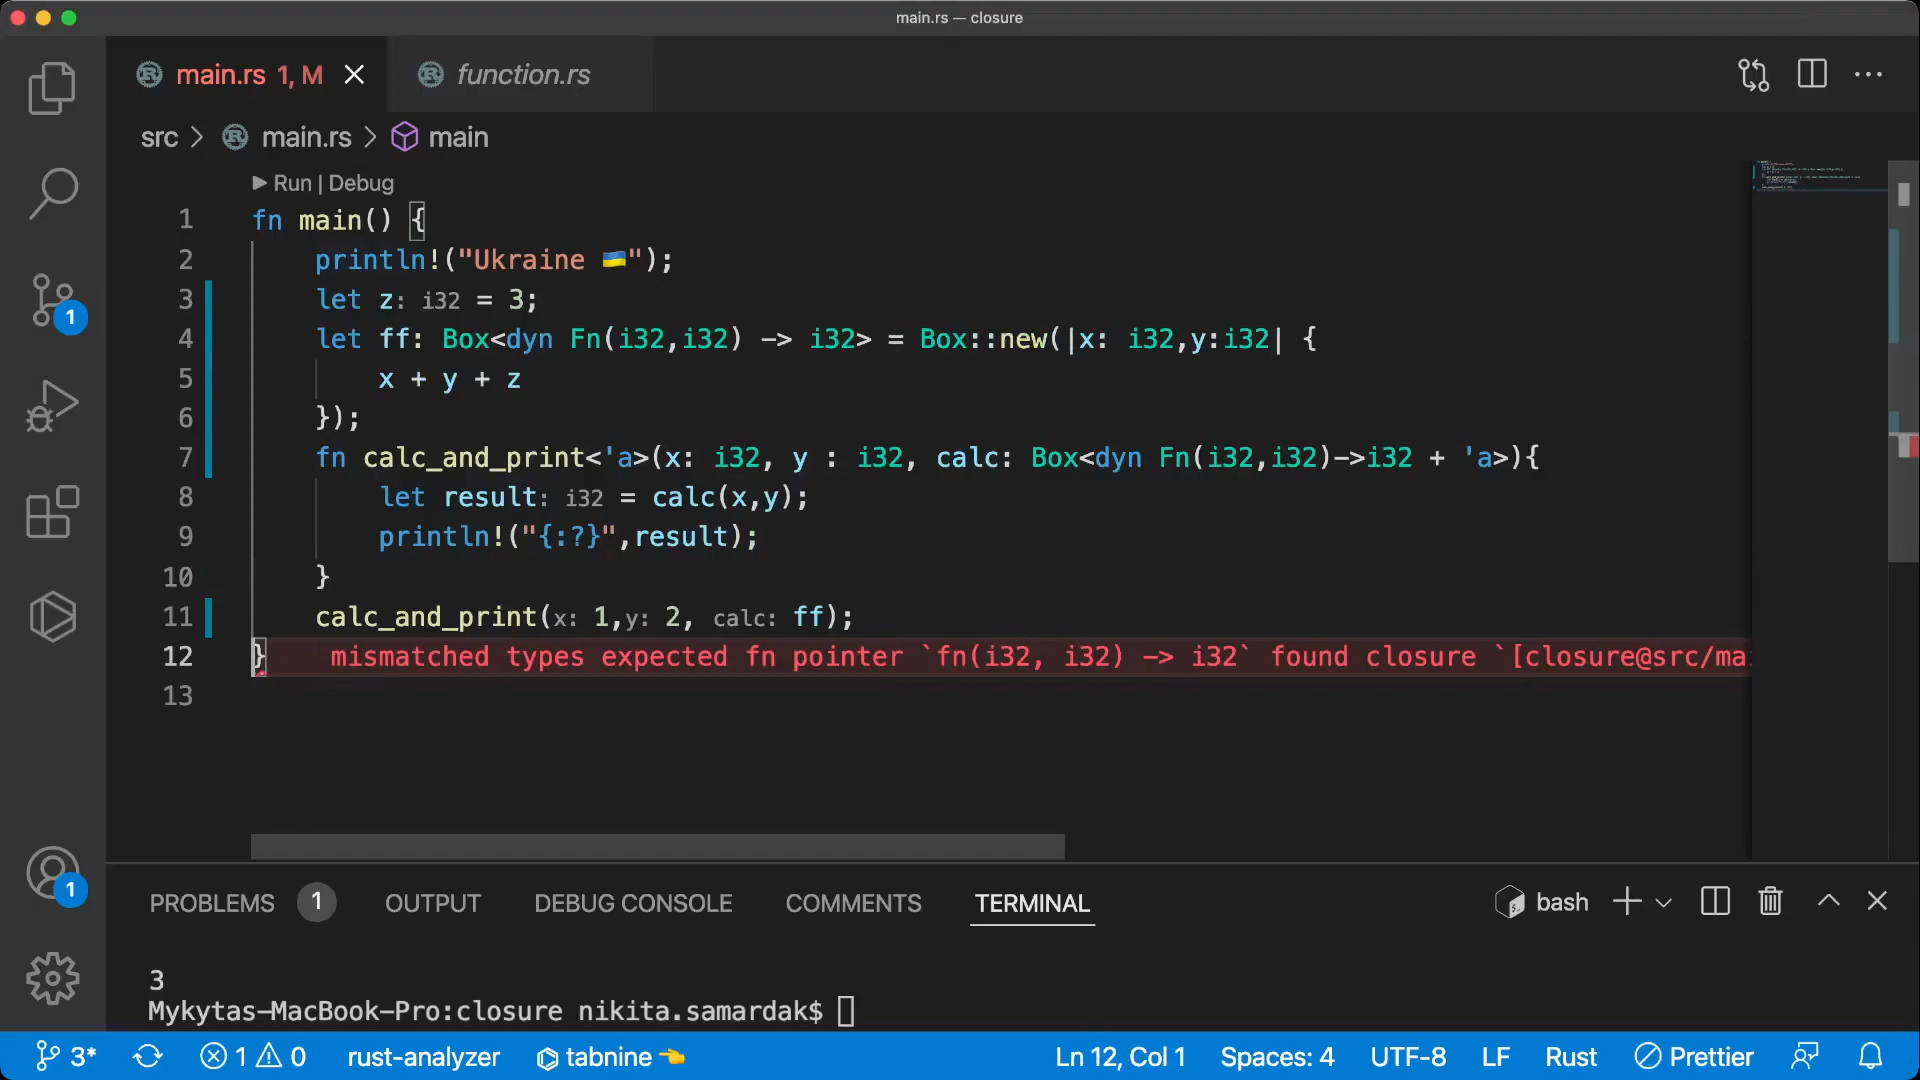 main.rs — closure
main.rs 1, M
function.rs
src > main.rs > main
Run | Debug
1 fn main() {
2 println!("Ukraine 🇺🇦");
3 let z: i32 = 3;
4 let ff: Box<dyn Fn(i32,i32) -> i32> = Box::new(|x: i32,y:i32| {
5 x + y + z
6 });
7 fn calc_and_print<'a>(x: i32, y : i32, calc: Box<dyn Fn(i32,i32)->i32 + 'a>){
8 let result: i32 = calc(x,y);
9 println!("{:?}",result);
10 }
11 calc_and_print(x: 1,y: 2, calc: ff);
12 } mismatched types expected fn pointer `fn(i32, i32) -> i32` found closure `[closure@src/mai
13
1
1
PROBLEMS 1 OUTPUT DEBUG CONSOLE COMMENTS TERMINAL bash
3
Mykytas-MacBook-Pro:closure nikita.samardak$
3* 1 0 rust-analyzer tabnine 👈 Ln 12, Col 1 Spaces: 4 UTF-8 LF Rust Prettier